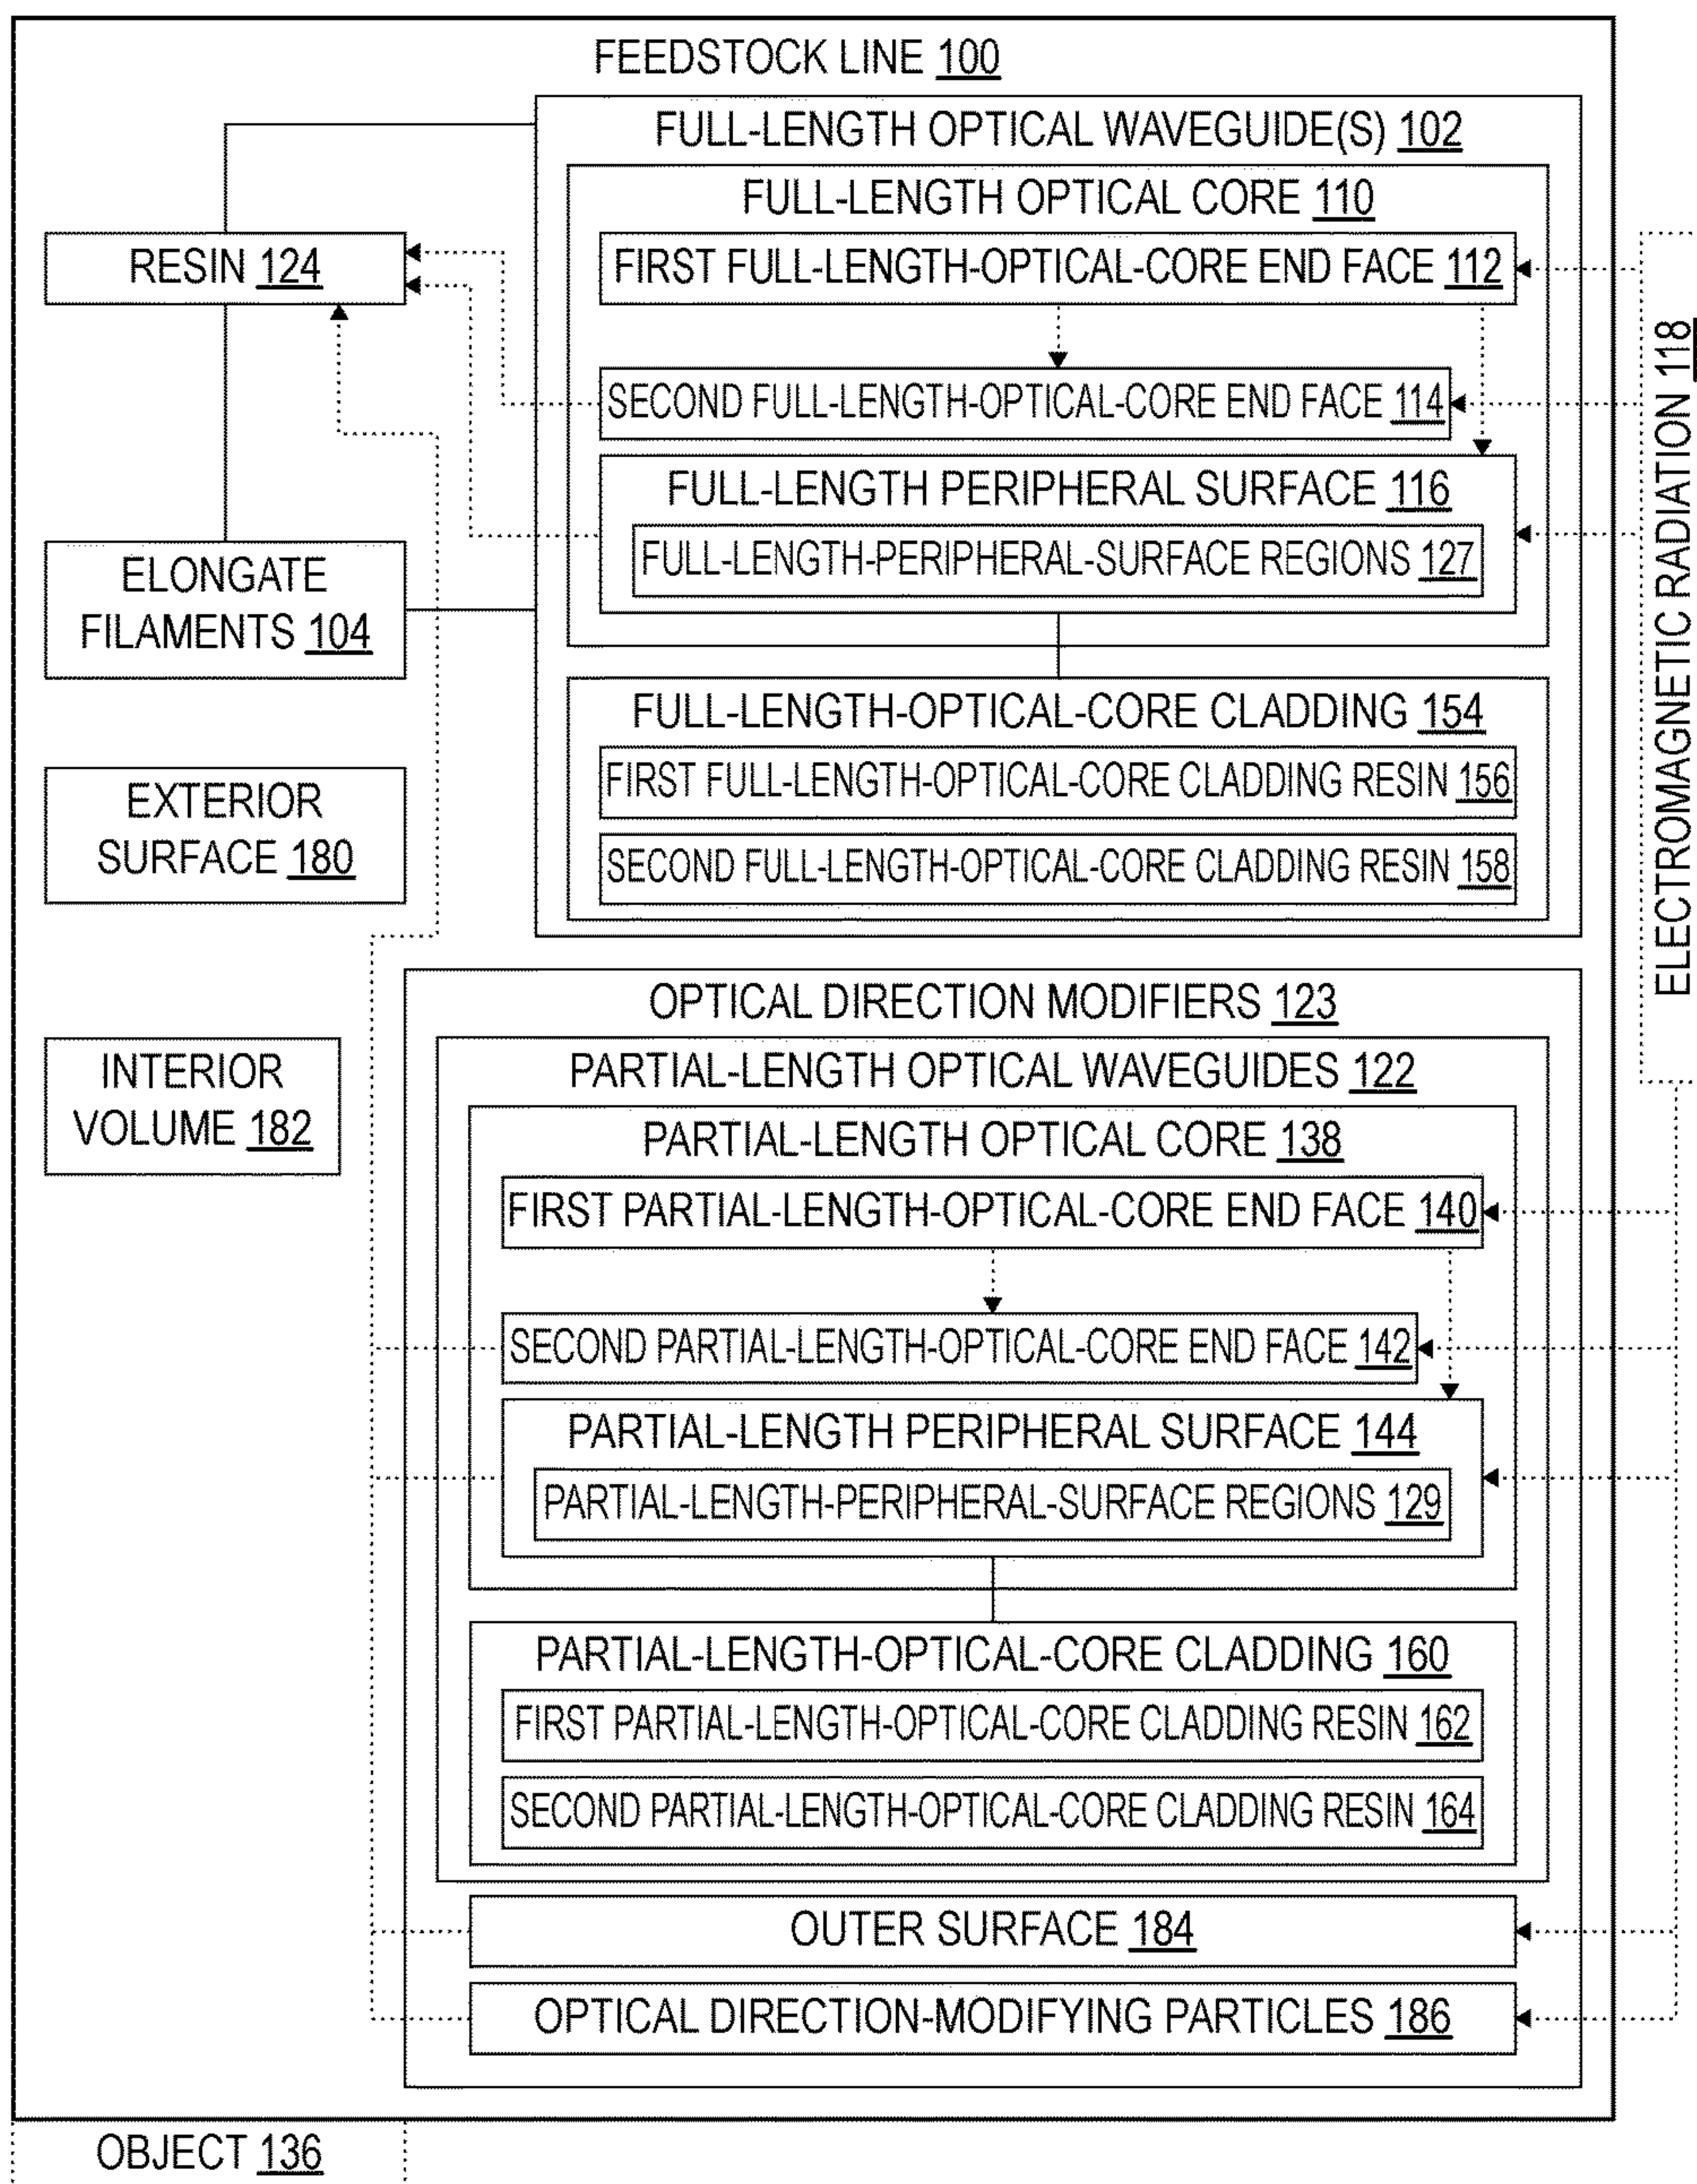 FEEDSTOCK LINE 100
FULL-LENGTH OPTICAL WAVEGUIDE(S) 102
FULL-LENGTH OPTICAL CORE 110
FIRST FULL-LENGTH-OPTICAL-CORE END FACE 112
SECOND FULL-LENGTH-OPTICAL-CORE END FACE 114
FULL-LENGTH PERIPHERAL SURFACE 116
FULL-LENGTH-PERIPHERAL-SURFACE REGIONS 127
FULL-LENGTH-OPTICAL-CORE CLADDING 154
FIRST FULL-LENGTH-OPTICAL-CORE CLADDING RESIN 156
SECOND FULL-LENGTH-OPTICAL-CORE CLADDING RESIN 158
RESIN 124
ELONGATE
FILAMENTS 104
EXTERIOR
SURFACE 180
INTERIOR
VOLUME 182
OPTICAL DIRECTION MODIFIERS 123
PARTIAL-LENGTH OPTICAL WAVEGUIDES 122
PARTIAL-LENGTH OPTICAL CORE 138
FIRST PARTIAL-LENGTH-OPTICAL-CORE END FACE 140
SECOND PARTIAL-LENGTH-OPTICAL-CORE END FACE 142
PARTIAL-LENGTH PERIPHERAL SURFACE 144
PARTIAL-LENGTH-PERIPHERAL-SURFACE REGIONS 129
PARTIAL-LENGTH-OPTICAL-CORE CLADDING 160
FIRST PARTIAL-LENGTH-OPTICAL-CORE CLADDING RESIN 162
SECOND PARTIAL-LENGTH-OPTICAL-CORE CLADDING RESIN 164
OUTER SURFACE 184
OPTICAL DIRECTION-MODIFYING PARTICLES 186
ELECTROMAGNETIC RADIATION 118
OBJECT 136